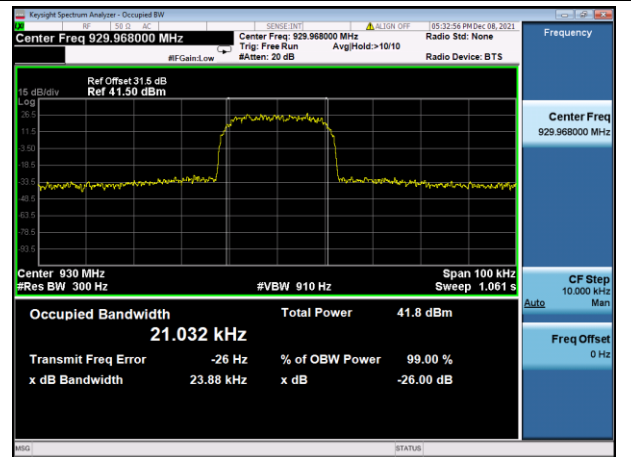 Keysight Spectrum Analyzer - Occupied BW
RF 50 Ω AC SENSE:INT ALIGN OFF 05:32:56 PM Dec 08, 2021
Center Freq 929.968000 MHz Center Freq: 929.968000 MHz Radio Std: None Frequency
Trig: Free Run Avg|Hold:>10/10
#IFGain:Low #Atten: 20 dB Radio Device: BTS
Ref Offset 31.5 dB
15 dB/div Ref 41.50 dBm
Log
26.5
11.5
-3.50
-18.5
-33.5
-48.5
-63.5
-78.5
-93.5
Center 930 MHz Span 100 kHz
#Res BW 300 Hz #VBW 910 Hz Sweep 1.061 s
Occupied Bandwidth Total Power 41.8 dBm
21.032 kHz
Transmit Freq Error -26 Hz % of OBW Power 99.00 %
x dB Bandwidth 23.88 kHz x dB -26.00 dB
Center Freq
929.968000 MHz
CF Step
10.000 kHz
Auto Man
Freq Offset
0 Hz
MSG STATUS